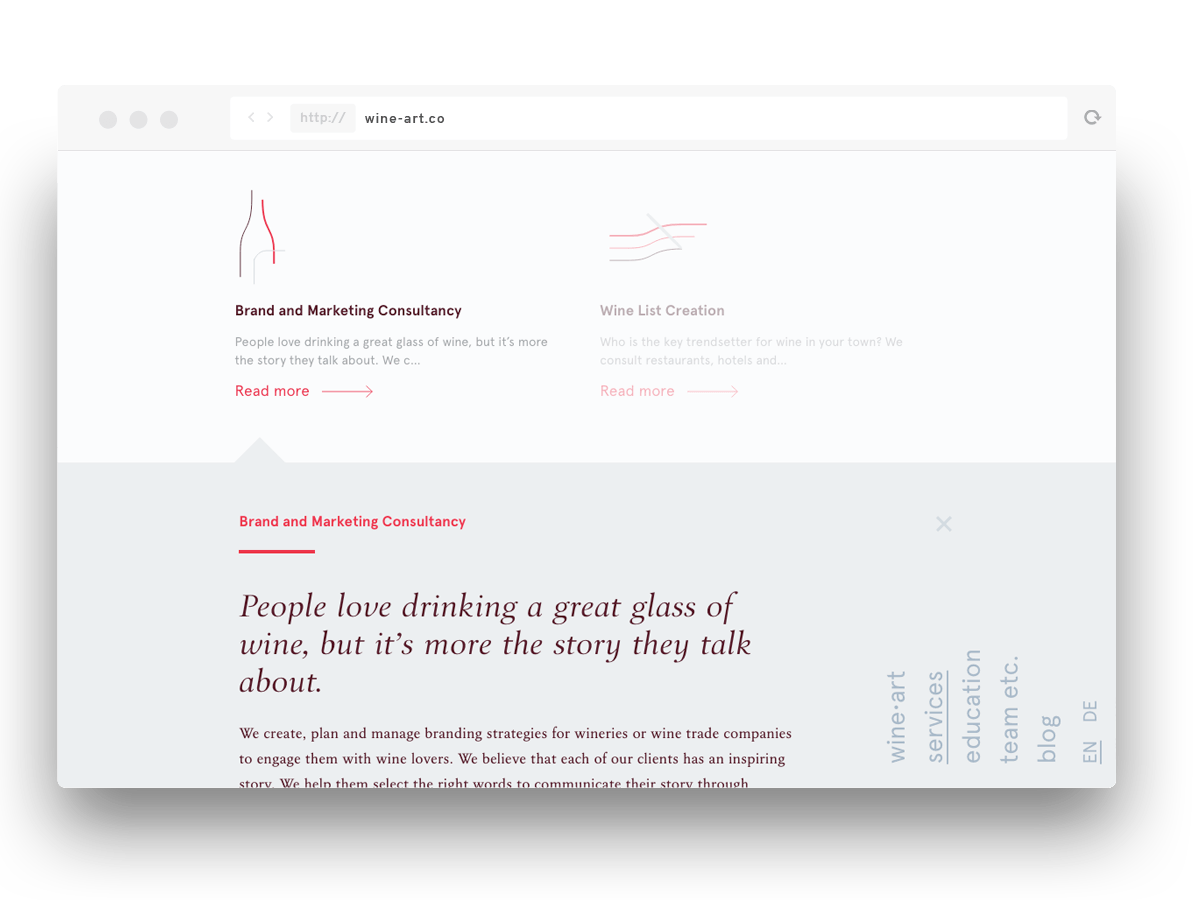 http:// wine-art.co
Brand and Marketing Consultancy
People love drinking a great glass of wine, but it’s more
the story they talk about. We c...
Read more
Wine List Creation
Who is the key trendsetter for wine in your town? We
consult restaurants, hotels and...
Read more
Brand and Marketing Consultancy
People love drinking a great glass of
wine, but it’s more the story they talk
about.
We create, plan and manage branding strategies for wineries or wine trade companies
to engage them with wine lovers. We believe that each of our clients has an inspiring
story. We help them select the right words to communicate their story through
wine·art
services
education
team etc.
blog
EN DE